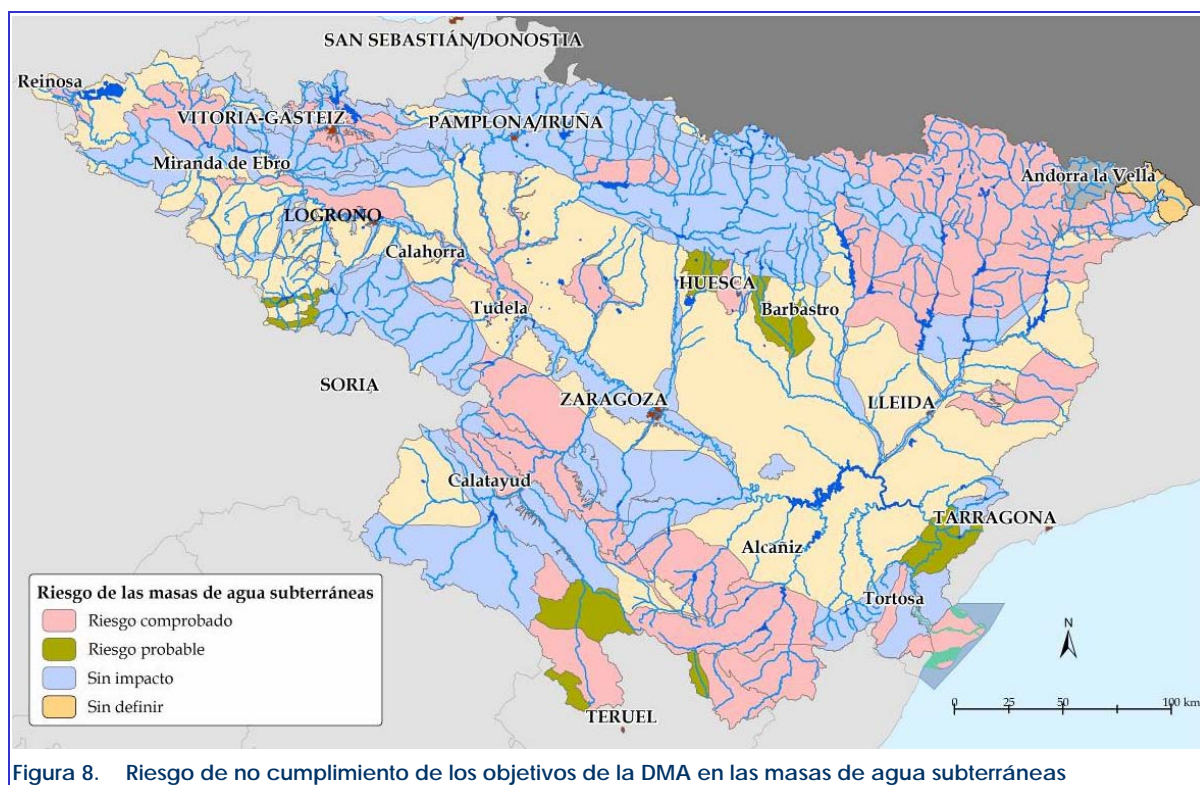 SAN SEBASTIÁN/DONOSTIA
Reinosa
VITORIA-GASTEIZ
PAMPLONA/IRUÑA
Miranda de Ebro
Andorra la Vella
LOGROÑO
Calahorra
HUESCA
Tudela
Barbastro
SORIA
ZARAGOZA
LLEIDA
Calatayud
TARRAGONA
Alcañiz
Tortosa
TERUEL
Riesgo de las masas de agua subterráneas
Riesgo comprobado
Riesgo probable
Sin impacto
Sin definir
N
0 25 50 100 km
Figura 8. Riesgo de no cumplimiento de los objetivos de la DMA en las masas de agua subterráneas